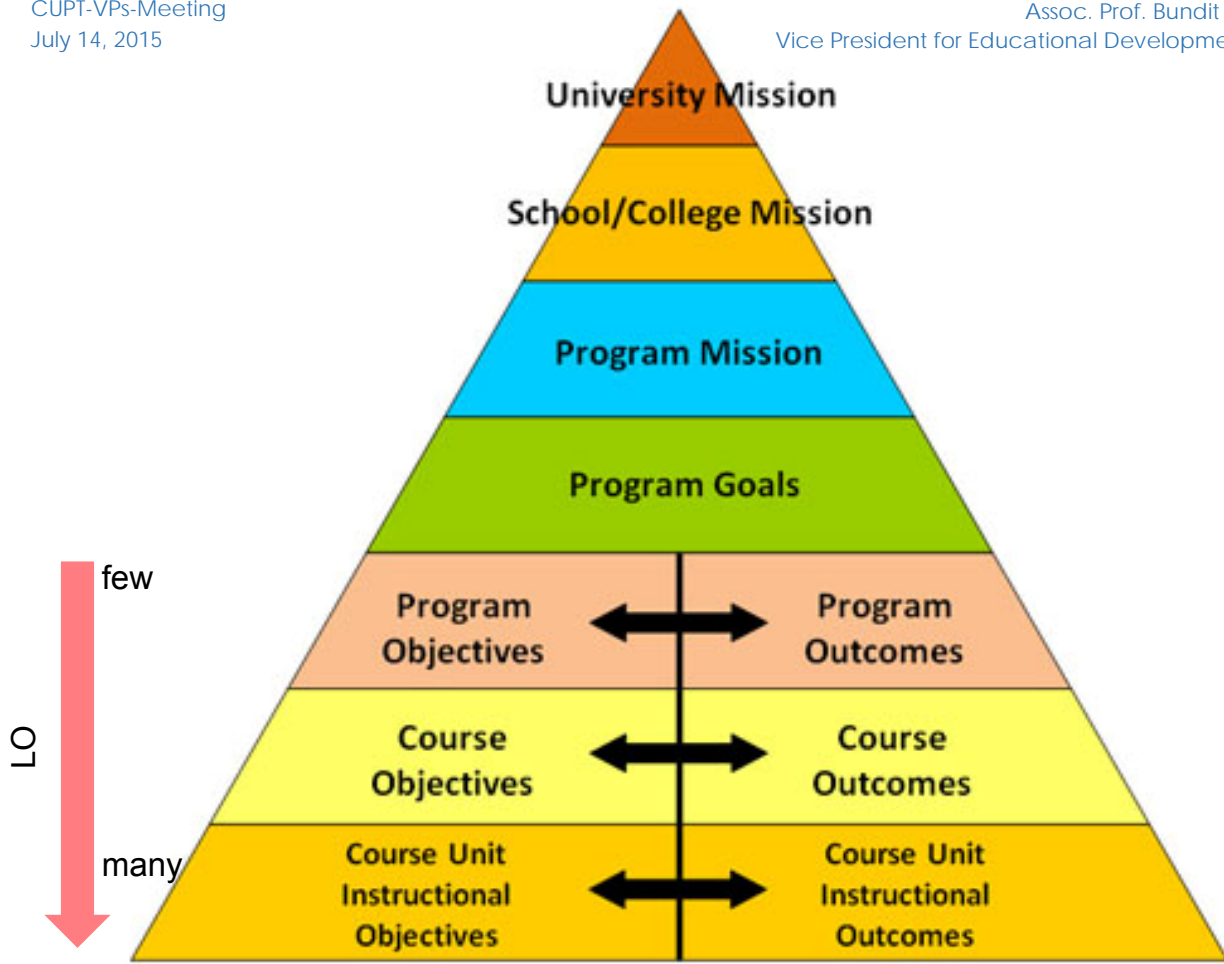 CUPT-VPs-Meeting
July 14, 2015
Assoc. Prof. Bundit
Vice President for Educational Developme
University Mission
School/College Mission
Program Mission
Program Goals
few
Program
Objectives
Program
Outcomes
LO
Course
Objectives
Course
Outcomes
many
Course Unit
Instructional
Objectives
Course Unit
Instructional
Outcomes